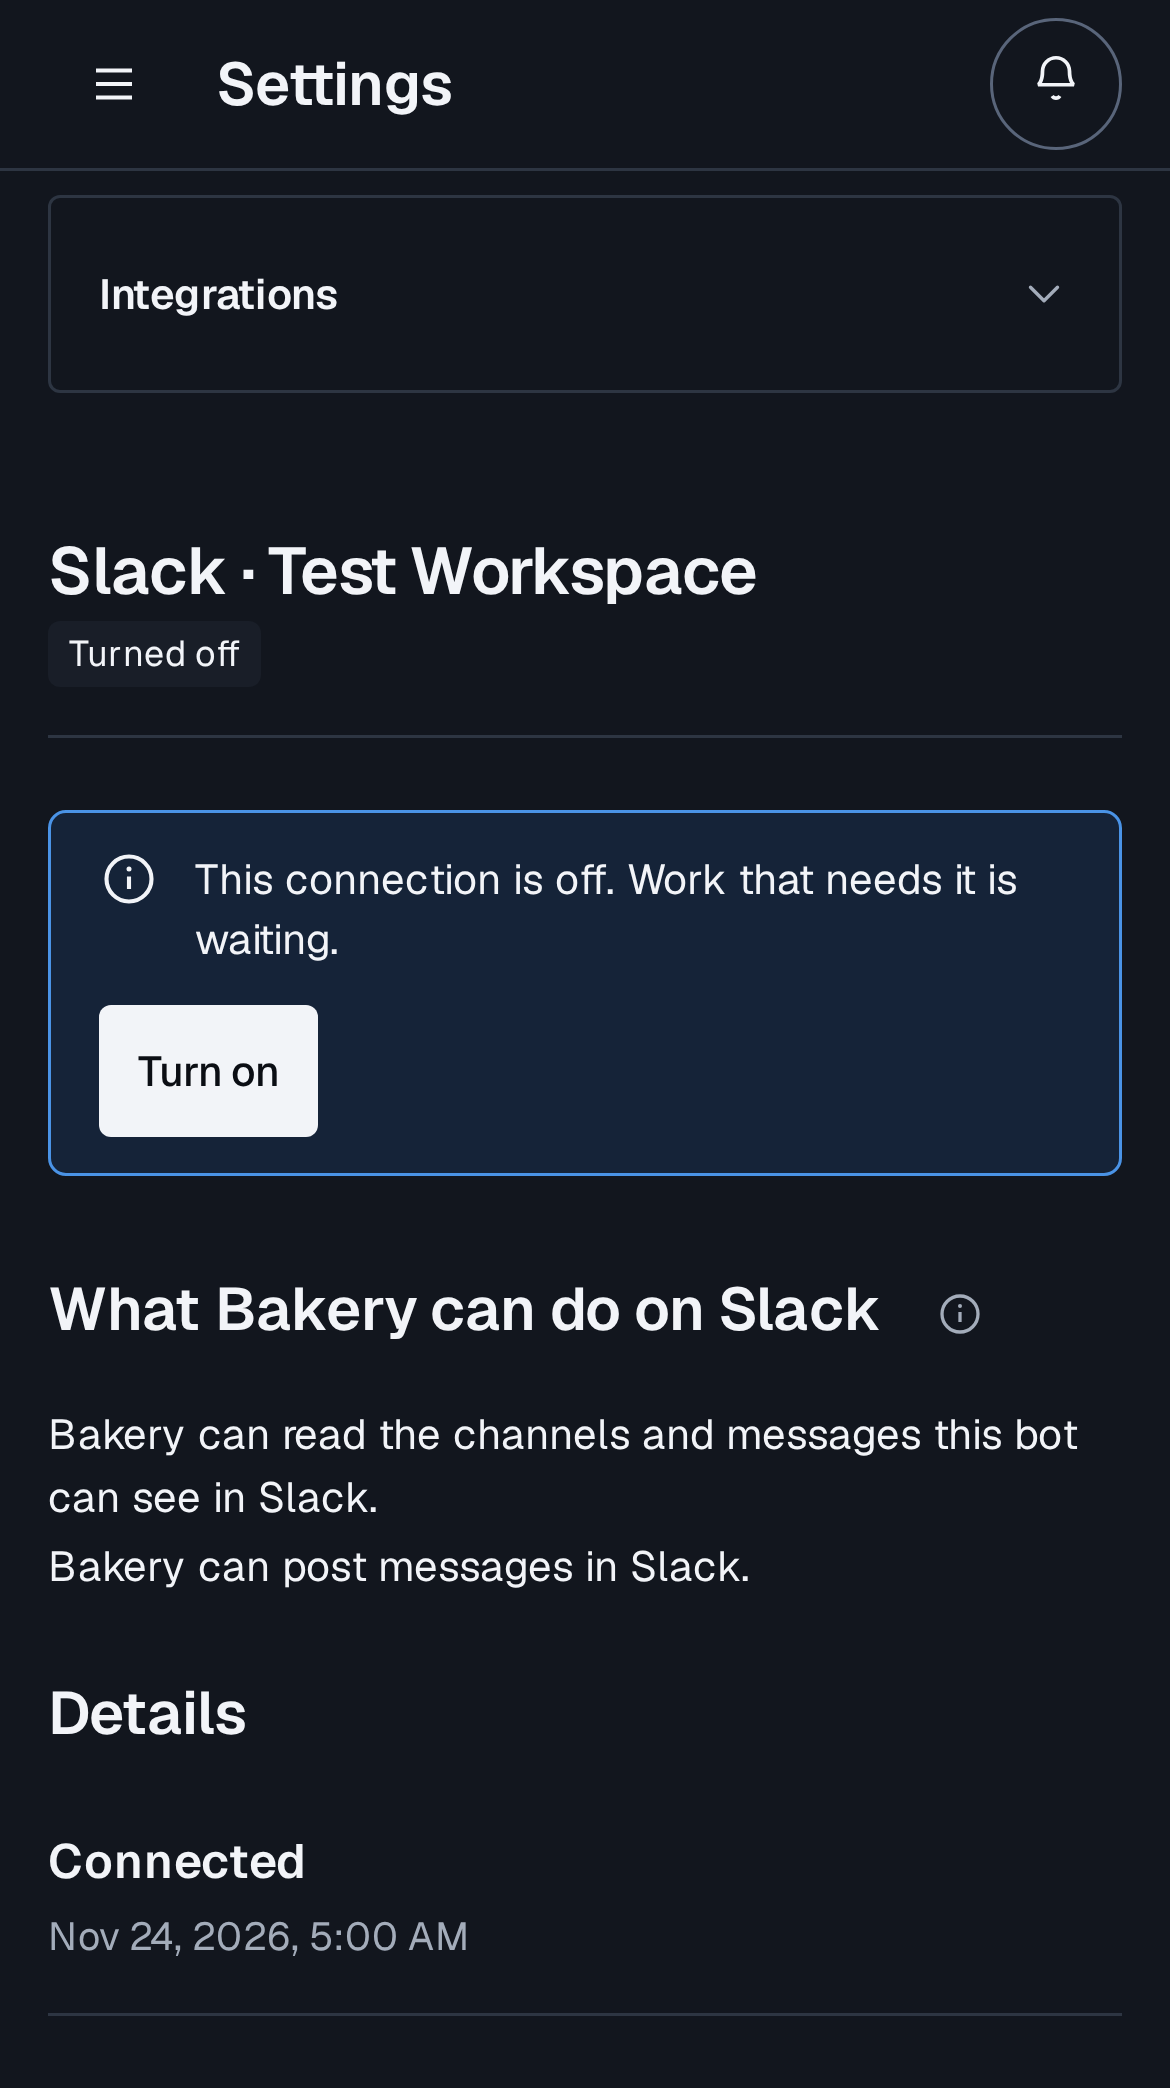 Settings
Integrations
Slack · Test Workspace
Turned off
This connection is off. Work that needs it is
waiting.
Turn on
What Bakery can do on Slack
Bakery can read the channels and messages this bot
can see in Slack.
Bakery can post messages in Slack.
Details
Connected
Nov 24, 2026, 5:00 AM